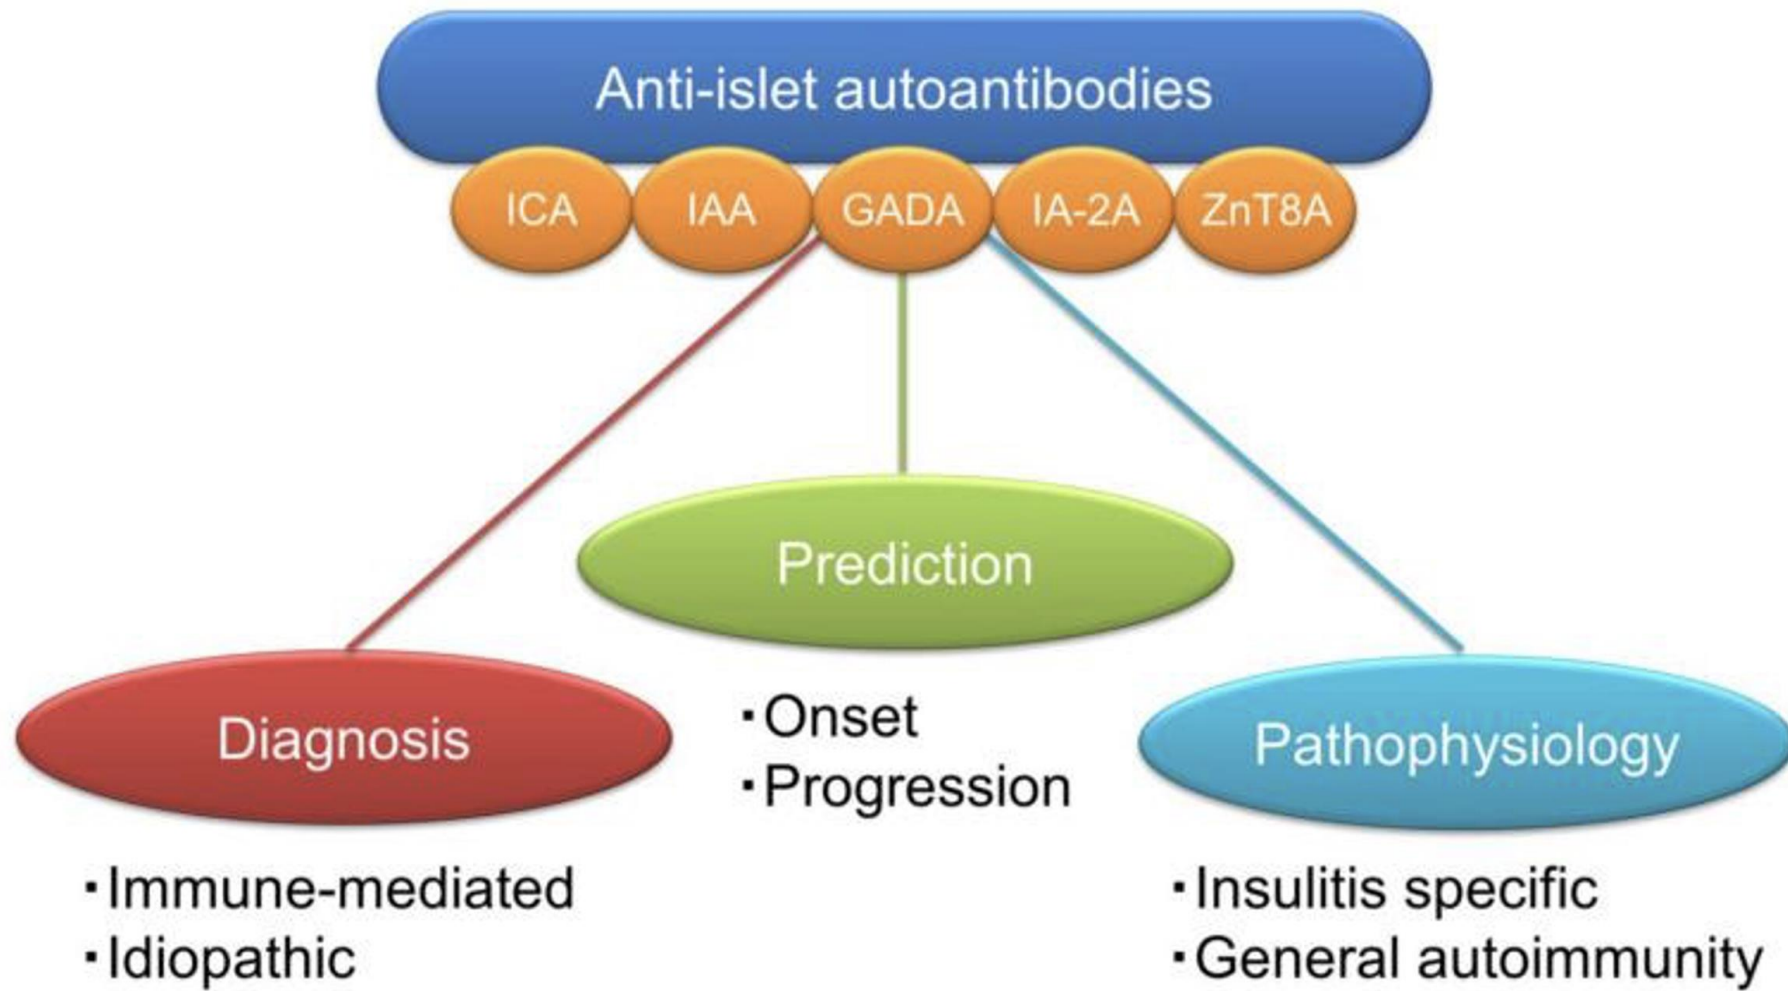 Anti-islet autoantibodies
ICA IAA GADA IA-2A ZnT8A
Prediction
・Onset
・Progression
Diagnosis
・Immune-mediated
・Idiopathic
Pathophysiology
・Insulitis specific
・General autoimmunity